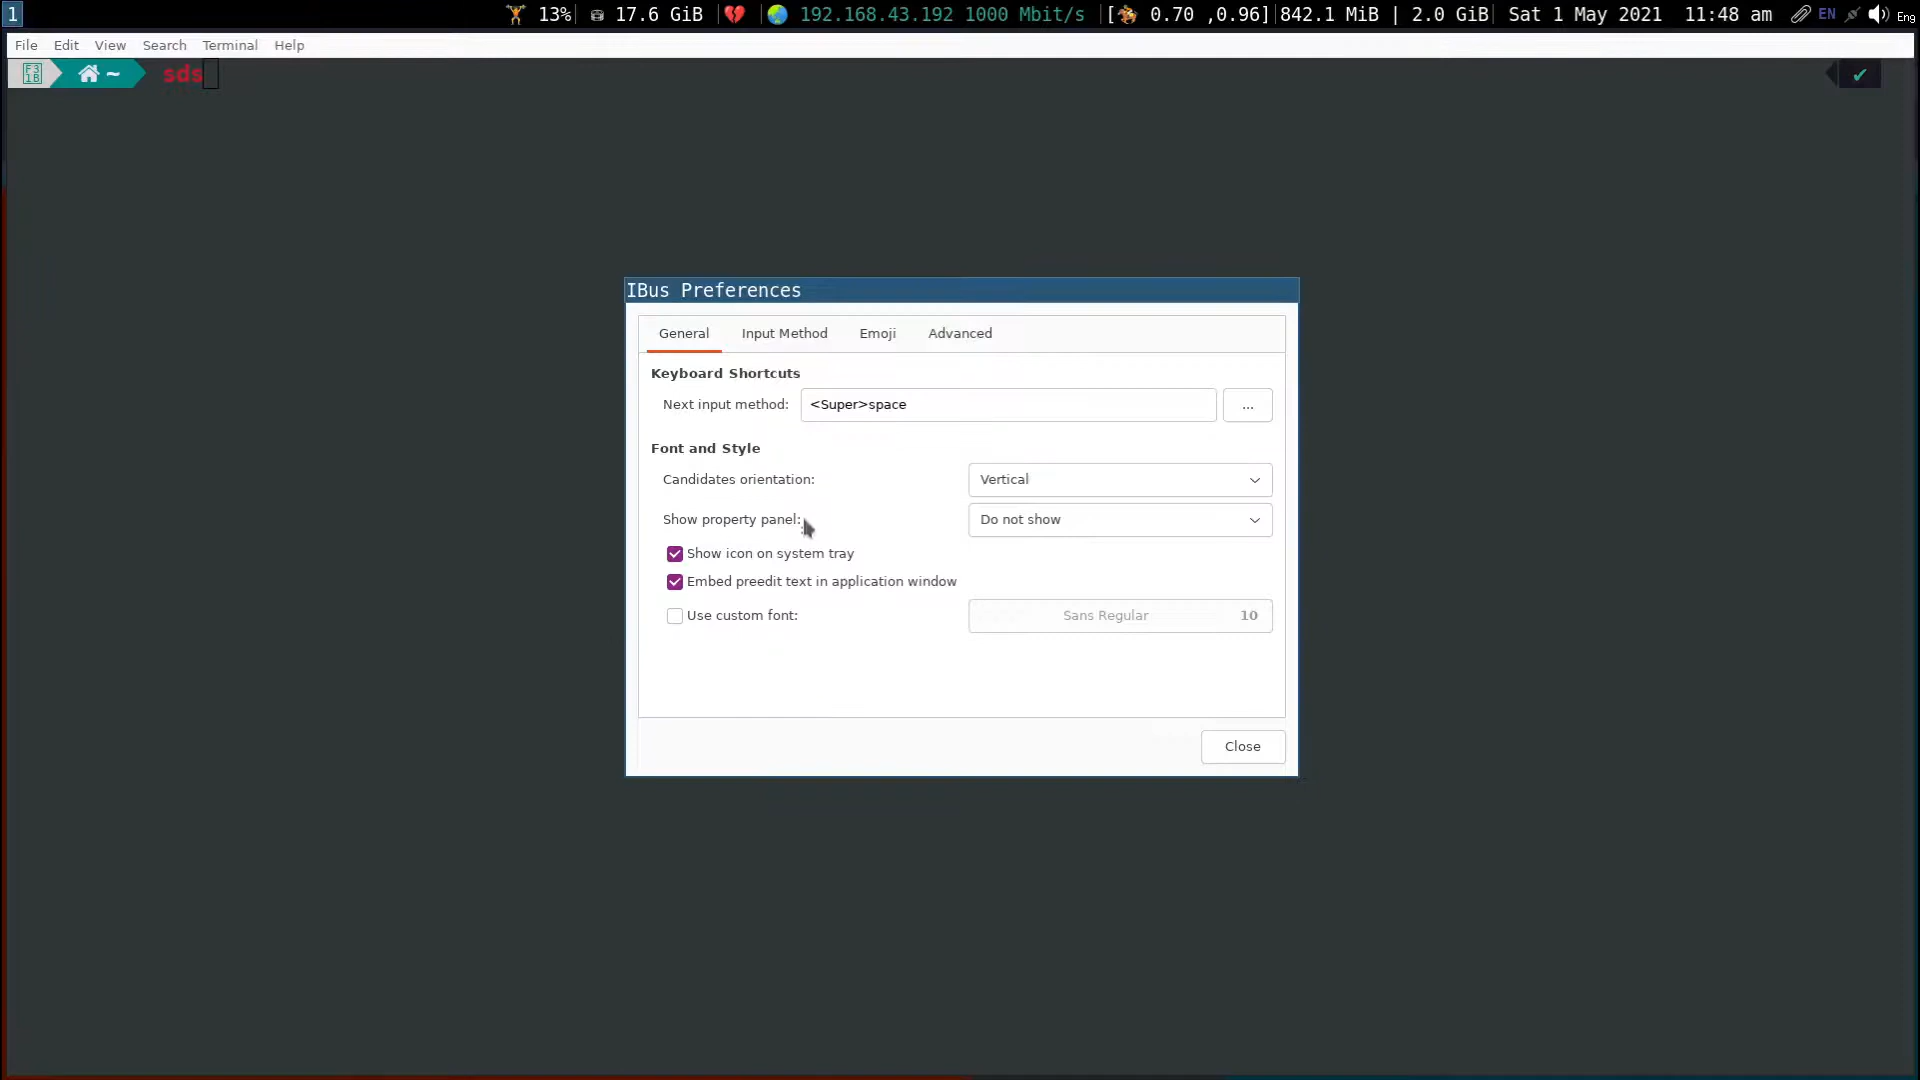 1 13%| 17.6 GiB | | 192.168.43.192 1000 Mbit/s |[ 0.70 ,0.96]|842.1 MiB | 2.0 GiB| Sat 1 May 2021 11:48 am EN Eng
File Edit View Search Terminal Help
F3
1B
~ sds ✔
IBus Preferences
General Input Method Emoji Advanced
Keyboard Shortcuts
Next input method: <Super>space ...
Font and Style
Candidates orientation: Vertical
Show property panel: Do not show
Show icon on system tray
Embed preedit text in application window
Use custom font: Sans Regular 10
Close